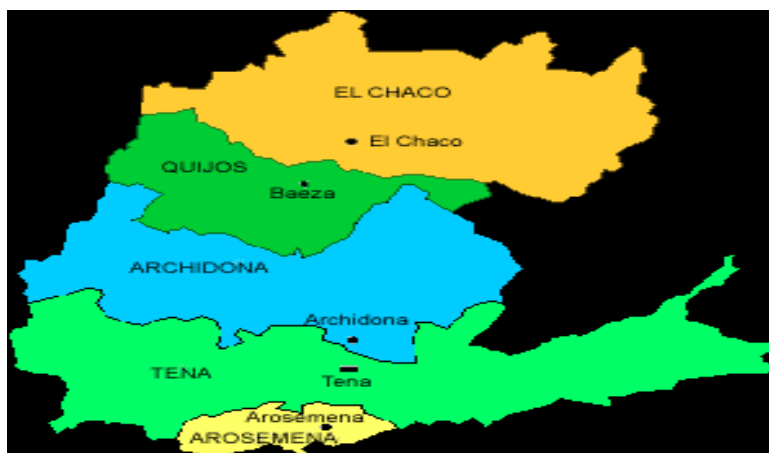 EL CHACO
El Chaco
QUIJOS
Baeza
ARCHIDONA
Archidona
TENA
Tena
Arosemena
AROSEMENA